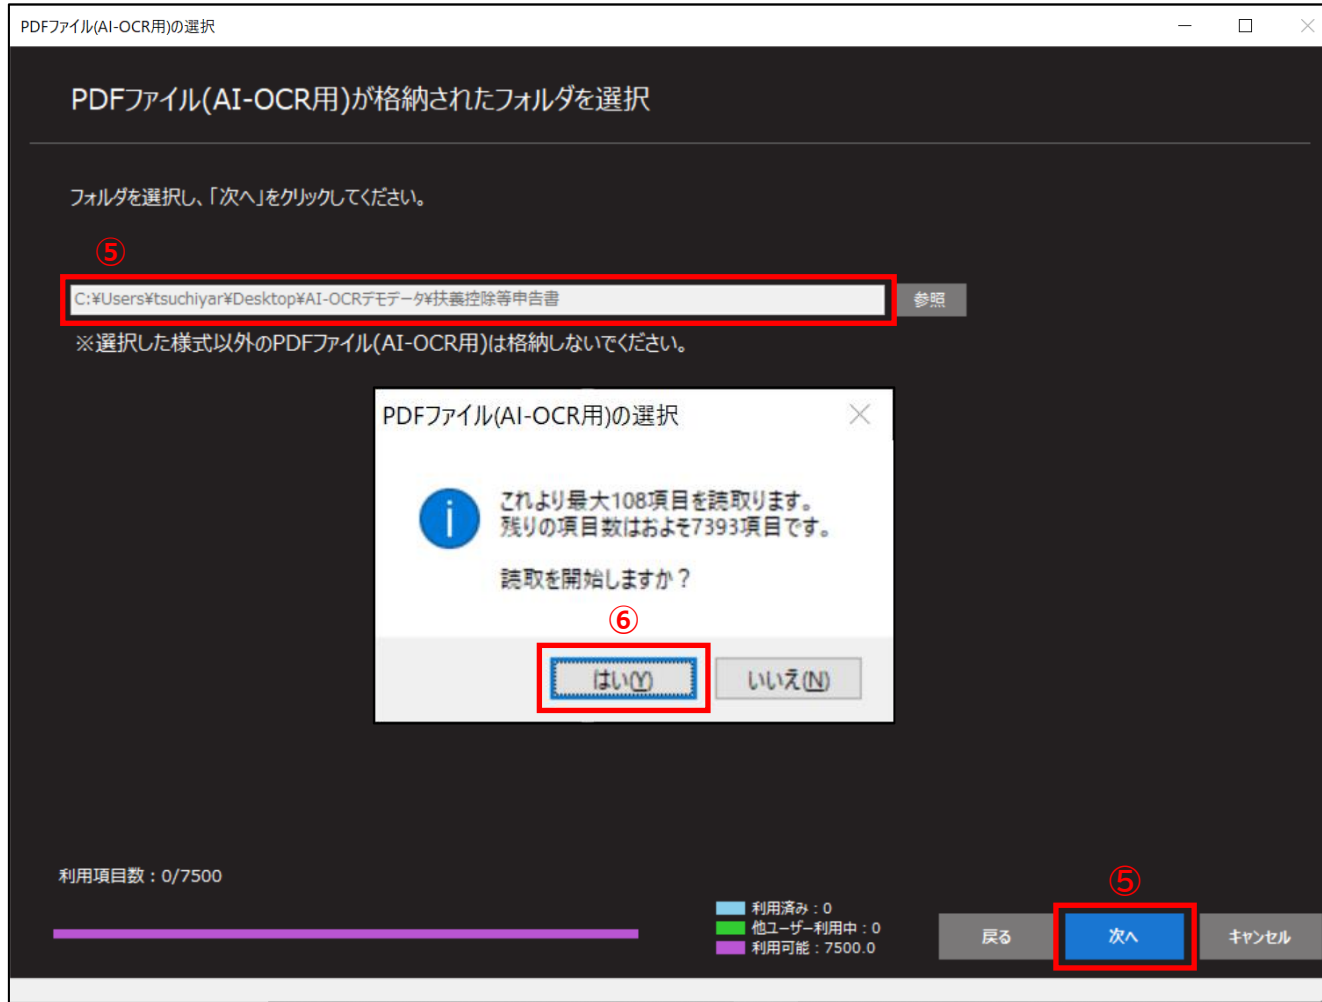 PDFファイル(AI-OCR用)の選択
PDFファイル(AI-OCR用)が格納されたフォルダを選択
フォルダを選択し、「次へ」をクリックしてください。
⑤
C:¥Users¥tsuchiyar¥Desktop¥AI-OCRデモデータ¥扶義控除等申告書
参照
※選択した様式以外のPDFファイル(AI-OCR用)は格納しないでください。
PDFファイル(AI-OCR用)の選択
これより最大108項目を読取ります。
残りの項目数はおよそ7393項目です。
読取を開始しますか？
⑥
はい(Y)
いいえ(N)
利用項目数：0/7500
利用済み：0
他ユーザー利用中：0
利用可能：7500.0
戻る
⑤
次へ
キャンセル